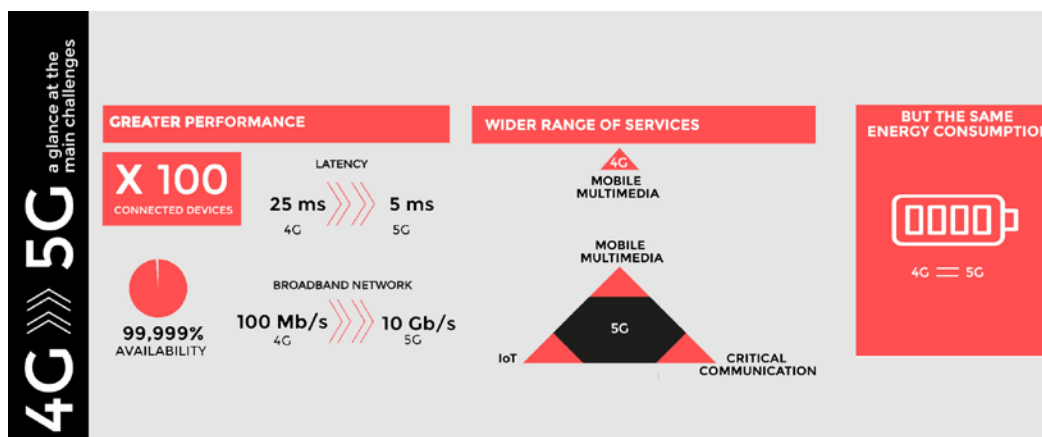 4G 5G
a glance at the
main challenges
GREATER PERFORMANCE
X 100
CONNECTED DEVICES
LATENCY
25 ms 5 ms
4G 5G
99,999%
AVAILABILITY
BROADBAND NETWORK
100 Mb/s 10 Gb/s
4G 5G
WIDER RANGE OF SERVICES
4G
MOBILE
MULTIMEDIA
MOBILE
MULTIMEDIA
5G
IoT
CRITICAL
COMMUNICATION
BUT THE SAME
ENERGY CONSUMPTION
4G = 5G